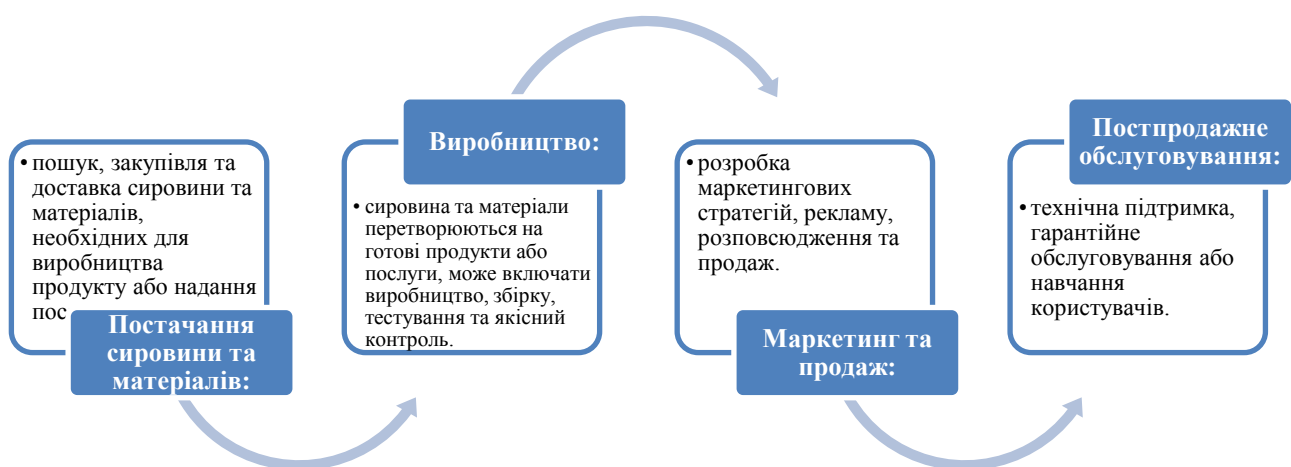 • пошук, закупівля та
доставка сировини та
матеріалів,
необхідних для
виробництва
продукту або надання
Постачання
сировини та
матеріалів:
Виробництво:
• сировина та матеріали
перетворюються на
готові продукти або
послуги, може включати
виробництво, збірку,
тестування та якісний
контроль.
• розробка
маркетингових
стратегій, рекламу,
розповсюдження та
продаж.
Маркетинг та
продаж:
Постпродажне
обслуговування:
• технічна підтримка,
гарантійне
обслуговування або
навчання
користувачів.